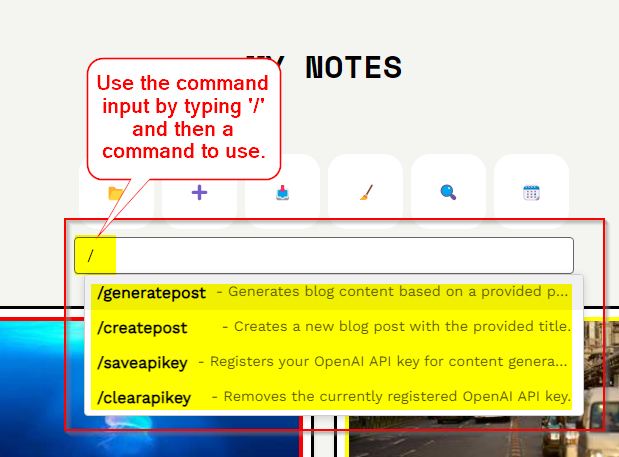 MY NOTES
Use the command
input by typing '/'
and then a
command to use.
/
/generatepost - Generates blog content based on a provided p...
/createpost - Creates a new blog post with the provided title.
/saveapikey - Registers your OpenAI API key for content genera...
/clearapikey - Removes the currently registered OpenAI API key.